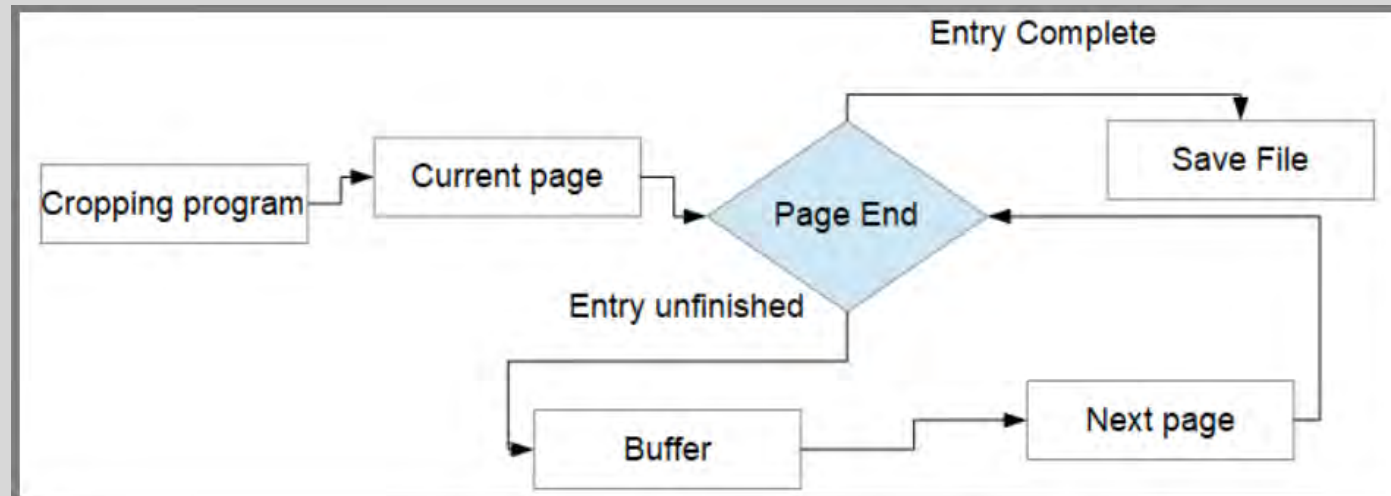 Entry Complete
Save File
Current page
Cropping program
Page End
Entry unfinished
Next page
Buffer